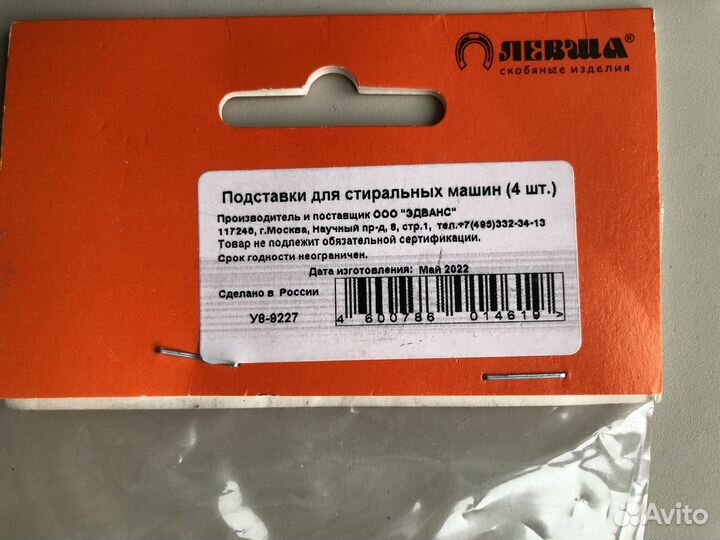 ЛЕВША®
скобяные изделия
Подставки для стиральных машин (4 шт.)
Производитель и поставщик ООО "ЭДВАНС"
117246, г.Москва, Научный пр-д, 8, стр.1, тел.+7(495)332-34-13
Товар не подлежит обязательной сертификации.
Срок годности неограничен.
Дата изготовления: Май 2022
Сделано в России
У8-9227
4 600786 014619 >
Avito